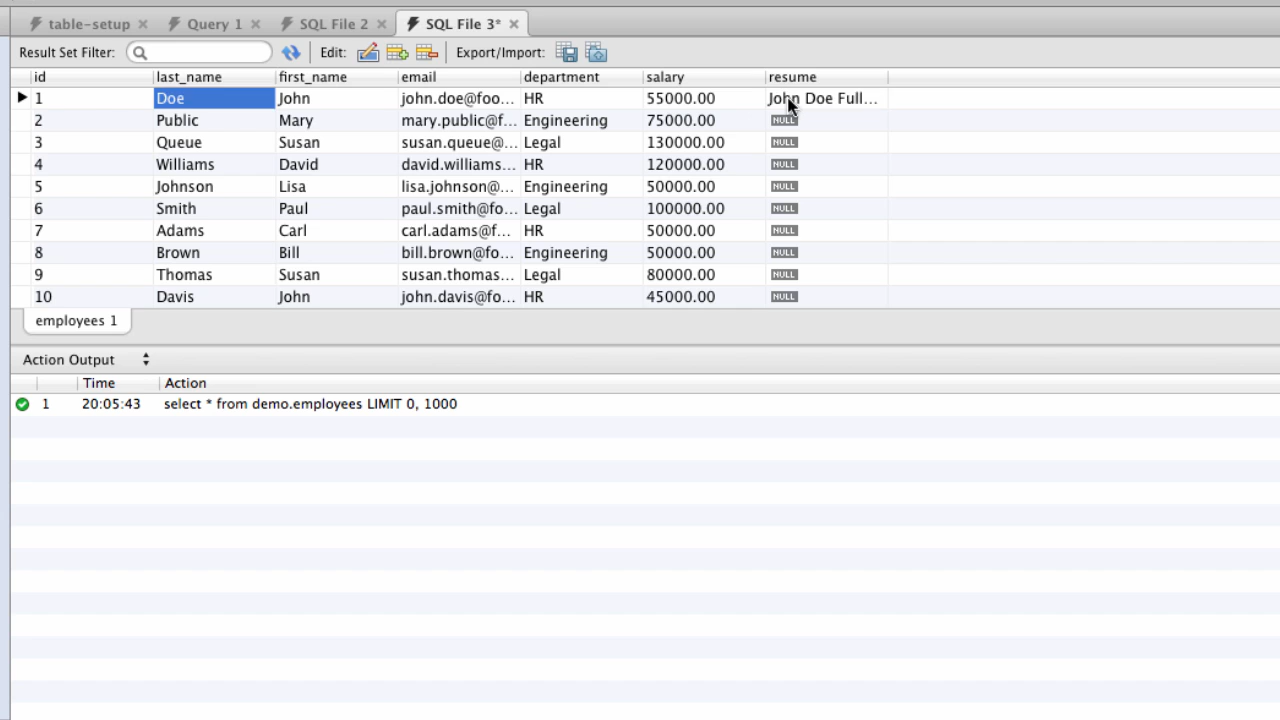 table-setup × Query 1 × SQL File 2 × SQL File 3* ×
Result Set Filter: Edit: Export/Import:
id last_name first_name email department salary resume
1 Doe John john.doe@foo... HR 55000.00 John Doe Full...
2 Public Mary mary.public@f... Engineering 75000.00 NULL
3 Queue Susan susan.queue@... Legal 130000.00 NULL
4 Williams David david.williams... HR 120000.00 NULL
5 Johnson Lisa lisa.johnson@... Engineering 50000.00 NULL
6 Smith Paul paul.smith@fo... Legal 100000.00 NULL
7 Adams Carl carl.adams@f... HR 50000.00 NULL
8 Brown Bill bill.brown@fo... Engineering 50000.00 NULL
9 Thomas Susan susan.thomas... Legal 80000.00 NULL
10 Davis John john.davis@fo... HR 45000.00 NULL
employees 1
Action Output
Time Action
1 20:05:43 select * from demo.employees LIMIT 0, 1000